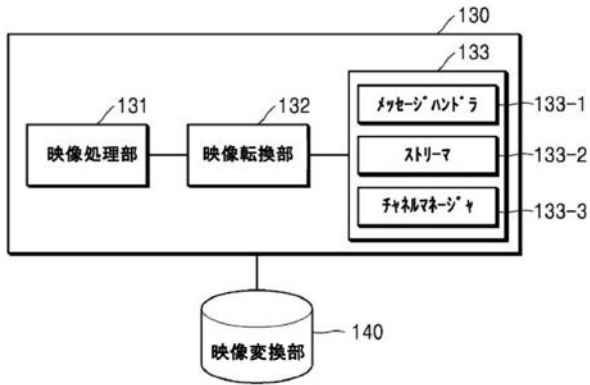 130
133
131
132
メッセージハンドラ
133-1
映像処理部
映像転換部
ストリーマ
133-2
チャネルマネージャ
133-3
映像変換部
140